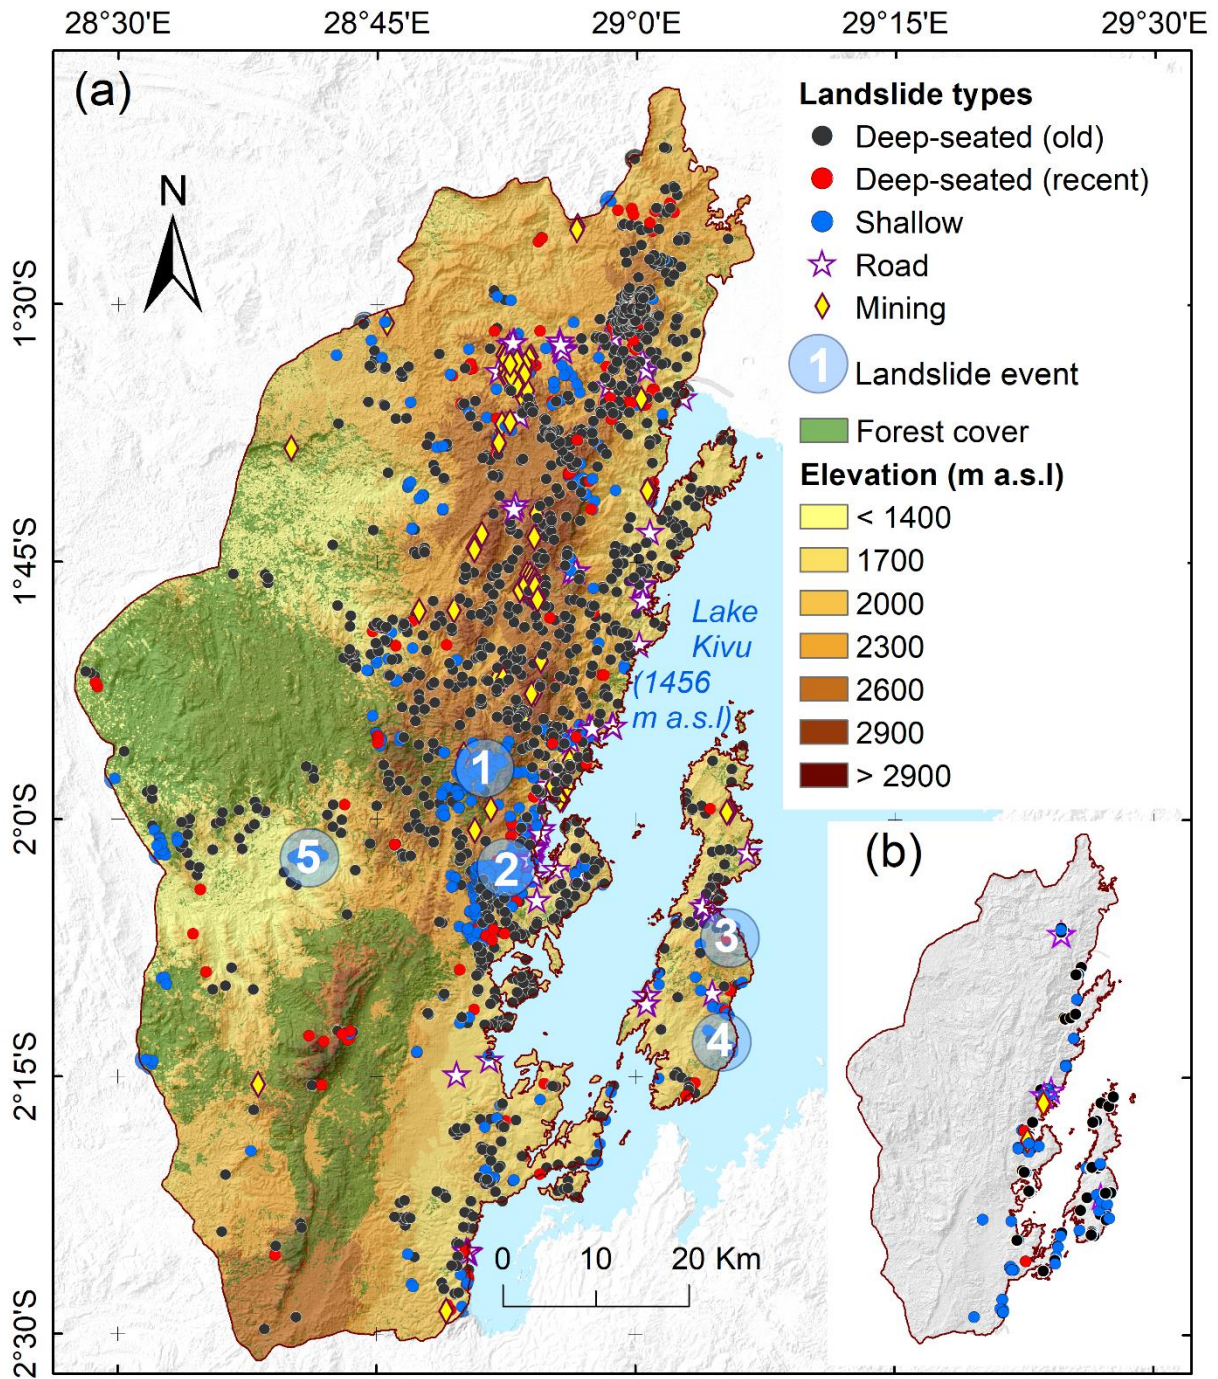 28°30'E 28°45'E 29°0'E 29°15'E 29°30'E
(a)
N
Landslide types
Deep-seated (old)
Deep-seated (recent)
Shallow
Road
Mining
1 Landslide event
Forest cover
Elevation (m a.s.l)
< 1400
1700
2000
2300
2600
2900
> 2900
1°30'S
1°45'S
2°0'S
2°15'S
2°30'S
Lake
Kivu
(1456
m a.s.l)
1
2
3
4
5
0 10 20 Km
(b)